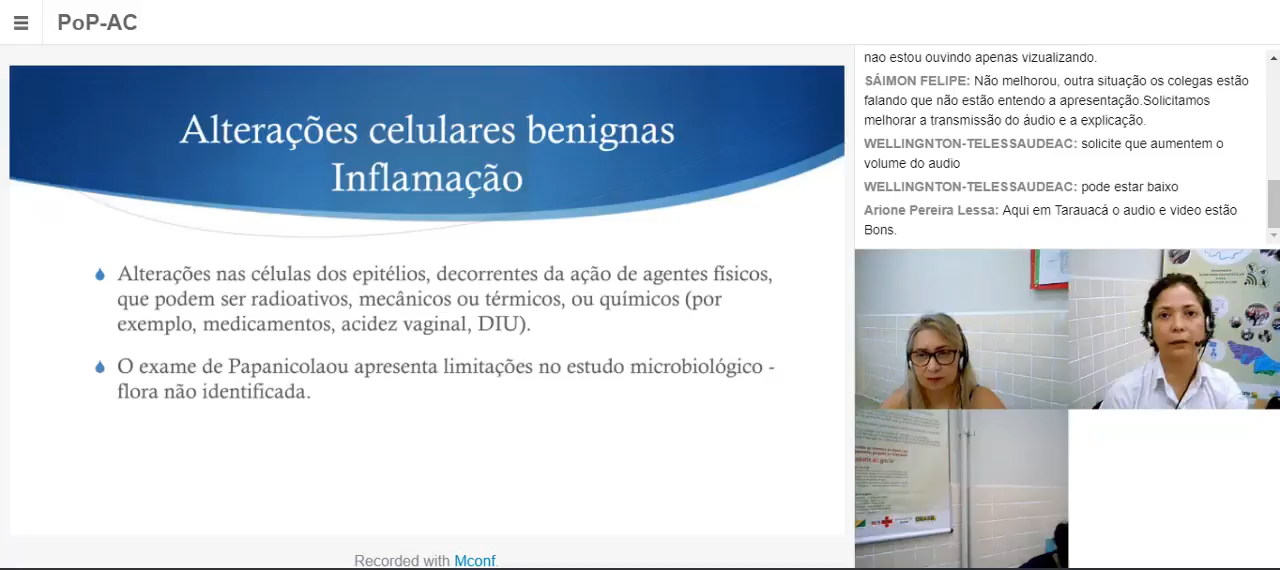 PoP-AC
Alterações celulares benignas
Inflamação
Alterações nas células dos epitélios, decorrentes da ação de agentes físicos,
que podem ser radioativos, mecânicos ou térmicos, ou químicos (por
exemplo, medicamentos, acidez vaginal, DIU).
O exame de Papanicolaou apresenta limitações no estudo microbiológico -
flora não identificada.
Recorded with Mconf.
nao estou ouvindo apenas vizualizando.
SÁIMON FELIPE: Não melhorou, outra situação os colegas estão
falando que não estão entendo a apresentação.Solicitamos
melhorar a transmissão do áudio e a explicação.
WELLINGNTON-TELESSAUDEAC: solicite que aumentem o
volume do audio
WELLINGNTON-TELESSAUDEAC: pode estar baixo
Arione Pereira Lessa: Aqui em Tarauacá o audio e video estão
Bons.
SUS
BRASIL